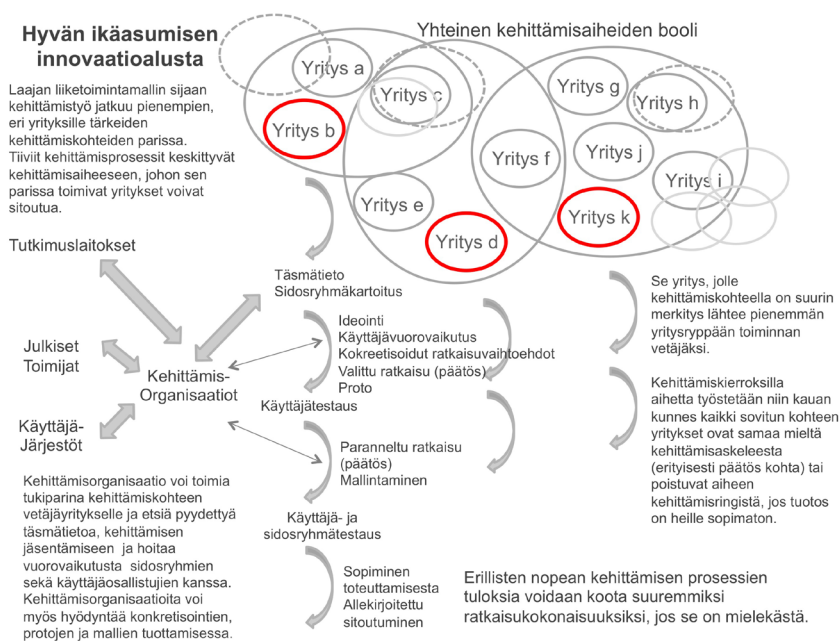 Hyvän ikäasumisen
innovaatioalusta
Laajan liiketoimintamallin sijaan
kehittämistyö jatkuu pienempien,
eri yrityksille tärkeiden
kehittämiskohteiden parissa.
Tiiviit kehittämisprosessit keskittyvät
kehittämisaiheeseen, johon sen
parissa toimivat yritykset voivat
sitoutua.
Yhteinen kehittämisaiheiden booli
Yritys a
Yritys b
Yritys c
Yritys e
Yritys d
Yritys f
Yritys g
Yritys h
Yritys j
Yritys i
Yritys k
Tutkimuslaitokset
Julkiset
Toimijat
Käyttäjä-
Järjestöt
Kehittämis-
Organisaatiot
Täsmätieto
Sidosryhmäkartoitus
Ideointi
Käyttäjävuorovaikutus
Kokreetisoidut ratkaisuvaihtoehdot
Valittu ratkaisu (päätös)
Proto
Käyttäjätestaus
Paranneltu ratkaisu
(päätös)
Mallintaminen
Käyttäjä- ja
sidosryhmätestaus
Sopiminen
toteuttamisesta
Allekirjoitettu
sitoutuminen
Se yritys, jolle
kehittämiskohteella on suurin
merkitys lähtee pienemmän
yritysryppään toiminnan
vetäjäksi.
Kehittämiskierroksilla
aihetta työstetään niin kauan
kunnes kaikki sovitun kohteen
yritykset ovat samaa mieltä
kehittämisaskeleesta
(erityisesti päätös kohta) tai
poistuvat aiheen
kehittämisringistä, jos tuotos
on heille sopimaton.
Kehittämisorganisaatio voi toimia
tukiparina kehittämiskohteen
vetäjäyritykselle ja etsiä pyydettyä
täsmätietoa, kehittämisen
jäsentämiseen ja hoitaa
vuorovaikutusta sidosryhmien
sekä käyttäjäosallistujien kanssa.
Kehittämisorganisaatioita voi
myös hyödyntää konkretisointien,
protojen ja mallien tuottamisessa.
Erillisten nopean kehittämisen prosessien
tuloksia voidaan koota suuremmiksi
ratkaisukokonaisuuksiksi, jos se on mielekästä.